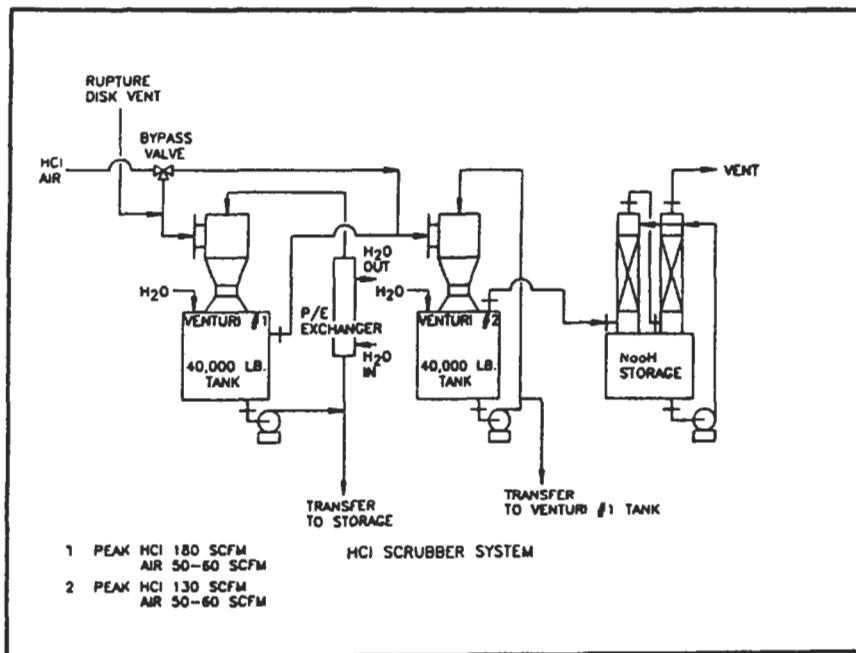 RUPTURE
DISK VENT
BYPASS
VALVE
HCl
AIR
VENT
H2O
OUT
H2O
H2O
VENTURI #1
P/E
EXCHANGER
VENTURI #2
H2O
IN
40,000 LB.
TANK
40,000 LB.
TANK
NaoH
STORAGE
TRANSFER
TO STORAGE
TRANSFER
TO VENTURI #1 TANK
HCl SCRUBBER SYSTEM
1 PEAK HCl 180 SCFM
AIR 50-60 SCFM
2 PEAK HCl 130 SCFM
AIR 50-60 SCFM